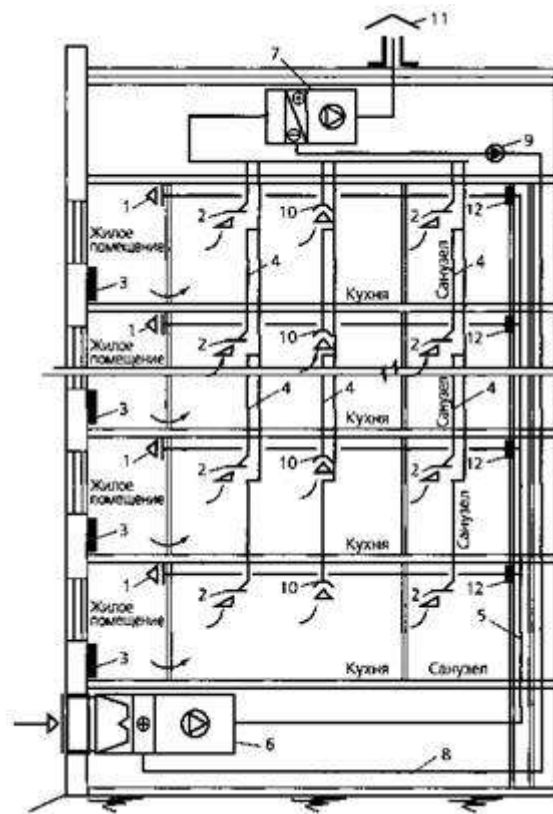 11
7
9
1
2
10
2
12
Жилое
помещение
4
4
3
Кухня
Санузел
1
2
10
2
12
Жилое
помещение
4
4
4
3
Кухня
Санузел
1
2
10
2
12
Жилое
помещение
3
Кухня
Санузел
1
2
10
2
12
Жилое
помещение
5
3
Кухня
Санузел
6
8